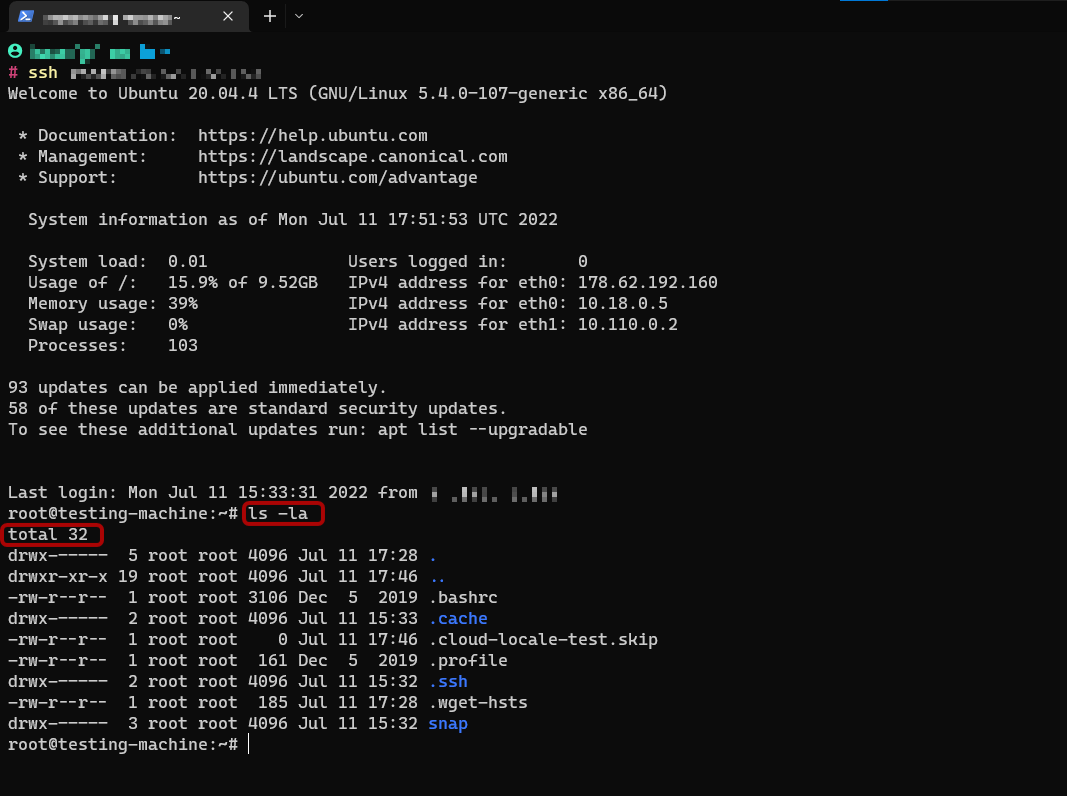 ~
# ssh
Welcome to Ubuntu 20.04.4 LTS (GNU/Linux 5.4.0-107-generic x86_64)
* Documentation:  https://help.ubuntu.com
* Management:     https://landscape.canonical.com
* Support:        https://ubuntu.com/advantage
System information as of Mon Jul 11 17:51:53 UTC 2022
System load:  0.01              Users logged in:       0
Usage of /:   15.9% of 9.52GB   IPv4 address for eth0: 178.62.192.160
Memory usage: 39%               IPv4 address for eth0: 10.18.0.5
Swap usage:   0%                IPv4 address for eth1: 10.110.0.2
Processes:    103
93 updates can be applied immediately.
58 of these updates are standard security updates.
To see these additional updates run: apt list --upgradable
Last login: Mon Jul 11 15:33:31 2022 from
root@testing-machine:~# ls -la
total 32
drwx------  5 root root 4096 Jul 11 17:28 .
drwxr-xr-x 19 root root 4096 Jul 11 17:46 ..
-rw-r--r--  1 root root 3106 Dec  5  2019 .bashrc
drwx------  2 root root 4096 Jul 11 15:33 .cache
-rw-r--r--  1 root root    0 Jul 11 17:46 .cloud-locale-test.skip
-rw-r--r--  1 root root  161 Dec  5  2019 .profile
drwx------  2 root root 4096 Jul 11 15:32 .ssh
-rw-r--r--  1 root root  185 Jul 11 17:28 .wget-hsts
drwx------  3 root root 4096 Jul 11 15:32 snap
root@testing-machine:~#